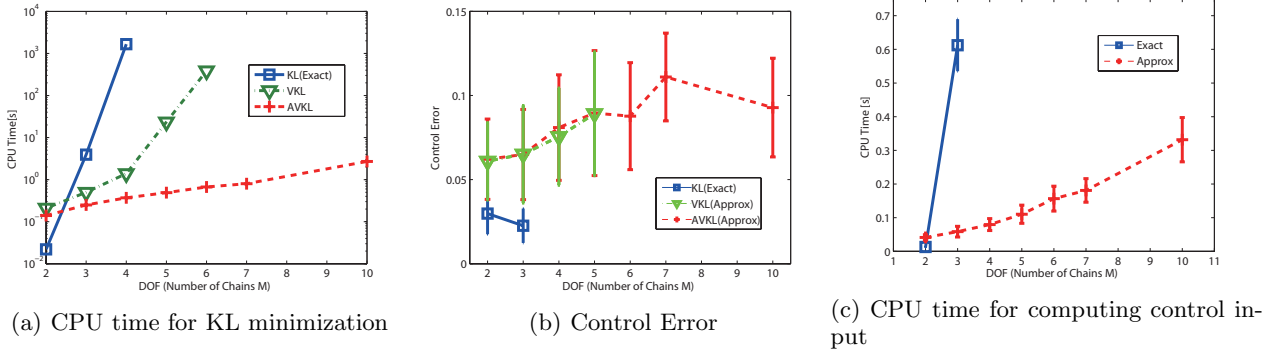 10^4
10^3
10^2
10^1
10^0
10^-1
10^-2
CPU Time[s]
KL(Exact)
VKL
AVKL
2 3 4 5 6 7 8 9 10
DOF (Number of Chains M)
(a) CPU time for KL minimization
0.15
0.1
0.05
0
Control Error
KL(Exact)
VKL(Approx)
AVKL(Approx)
2 3 4 5 6 7 8 9 10
DOF (Number of Chains M)
(b) Control Error
0.7
0.6
0.5
0.4
0.3
0.2
0.1
0
CPU Time [s]
Exact
Approx
1 2 3 4 5 6 7 8 9 10 11
DOF (Number of Chains M)
(c) CPU time for computing control in-
put